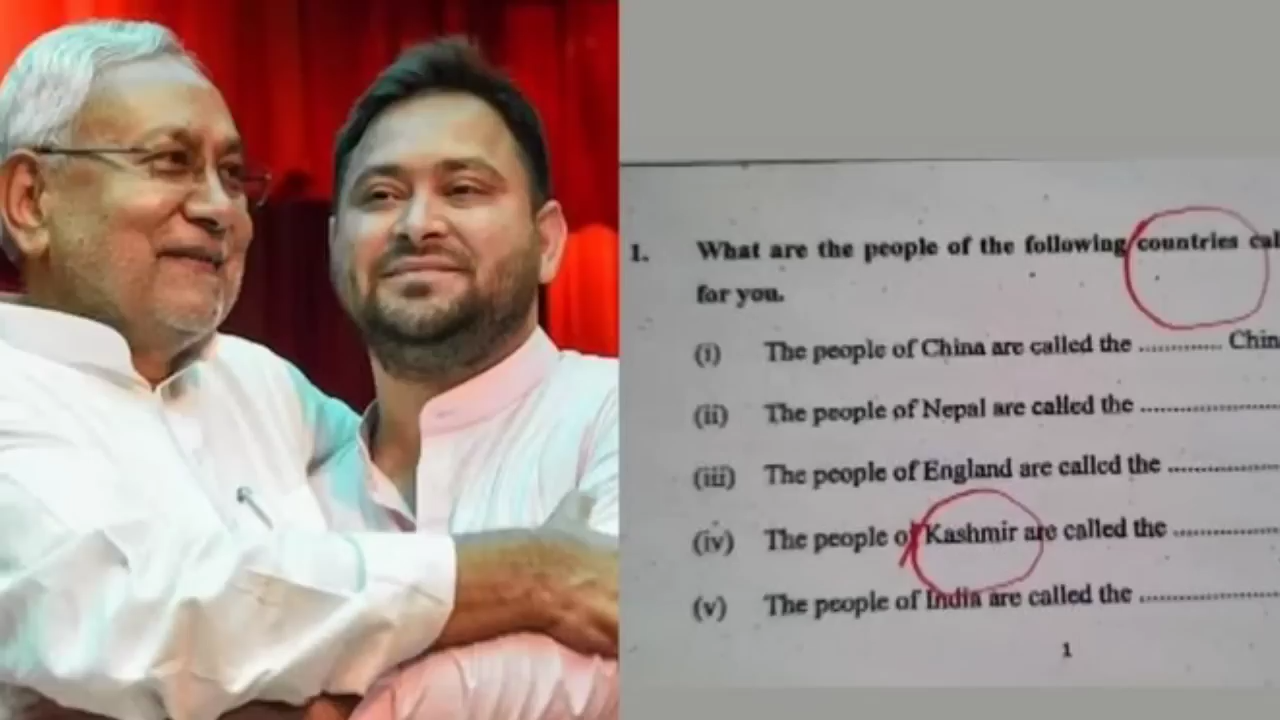 1. What are the people of the following countries cal
for you.
(i) The people of China are called the ............. Chin
(ii) The people of Nepal are called the ......................
(iii) The people of England are called the ..................
(iv) The people of Kashmir are called the .................
(v) The people of India are called the ......................
1